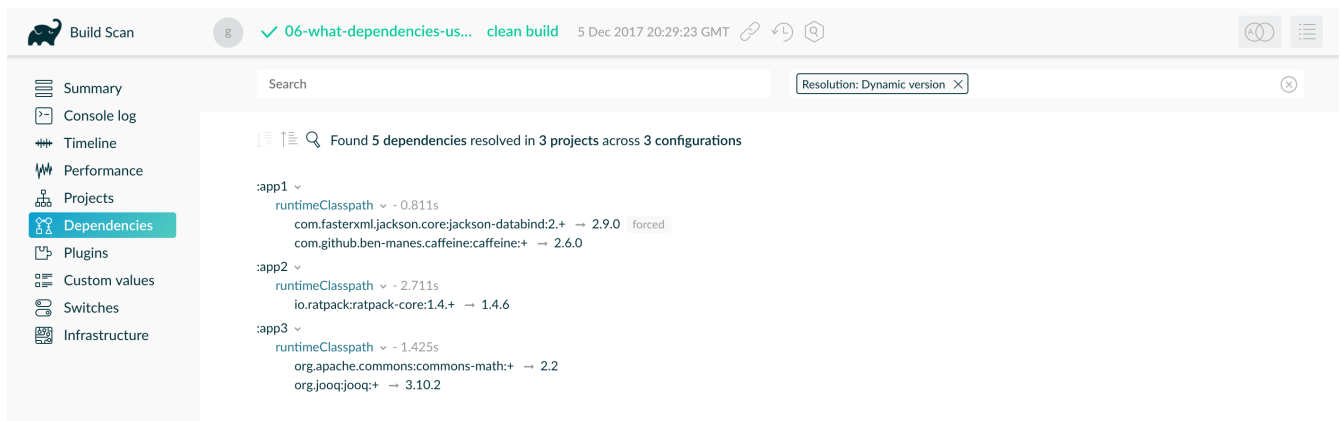 Build Scan
g 06-what-dependencies-us... clean build 5 Dec 2017 20:29:23 GMT
Summary
Console log
Timeline
Performance
Projects
Dependencies
Plugins
Custom values
Switches
Infrastructure
Search
Resolution: Dynamic version
Found 5 dependencies resolved in 3 projects across 3 configurations
:app1
runtimeClasspath - 0.811s
com.fasterxml.jackson.core:jackson-databind:2.+ → 2.9.0 forced
com.github.ben-manes.caffeine:caffeine:+ → 2.6.0
:app2
runtimeClasspath - 2.711s
io.ratpack:ratpack-core:1.4.+ → 1.4.6
:app3
runtimeClasspath - 1.425s
org.apache.commons:commons-math:+ → 2.2
org.jooq:jooq:+ → 3.10.2